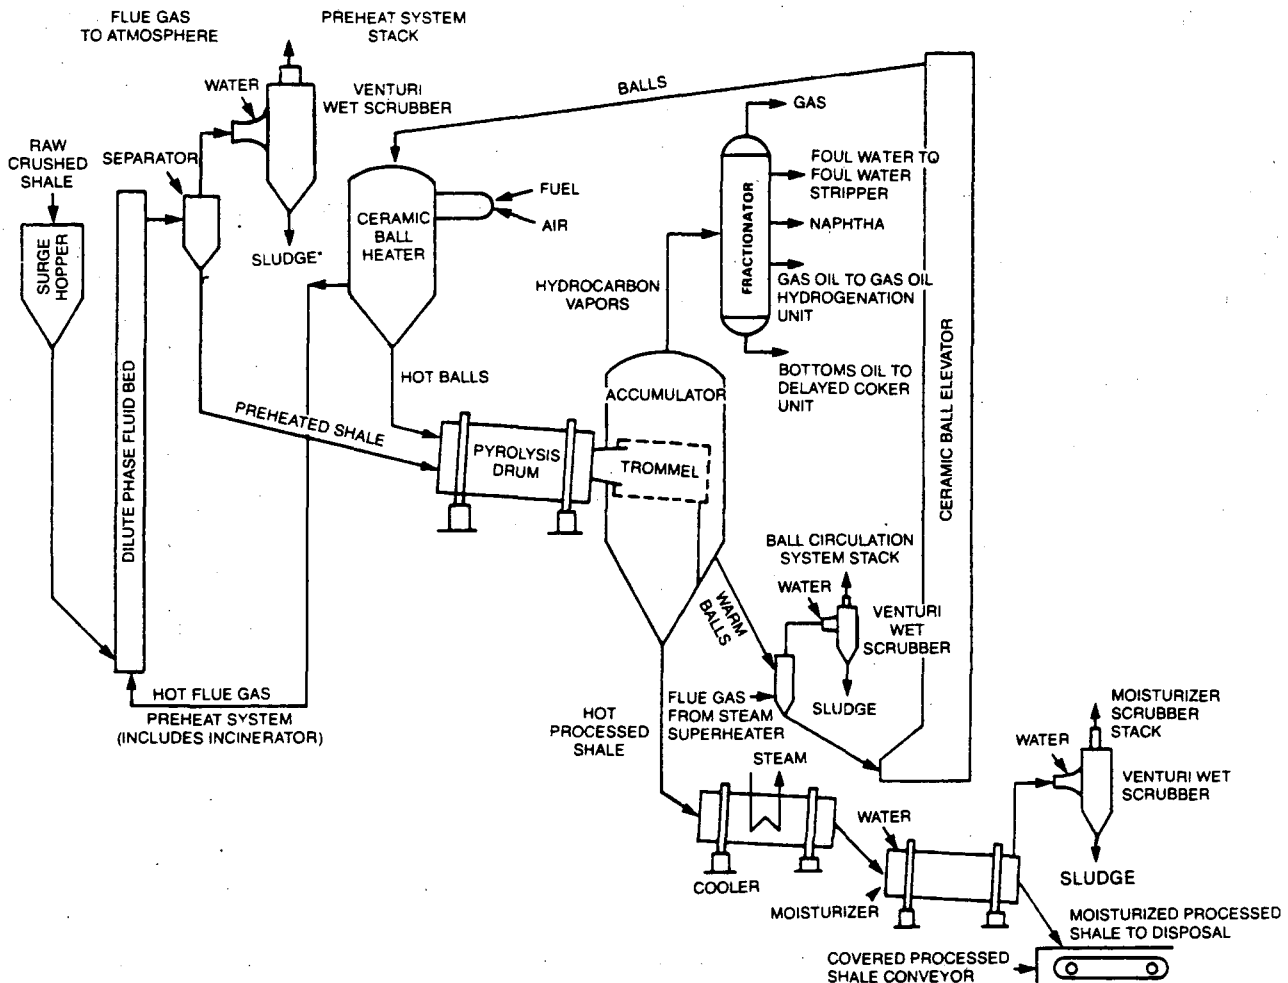 FLUE GAS
TO ATMOSPHERE
PREHEAT SYSTEM
STACK
WATER
VENTURI
WET SCRUBBER
BALLS
GAS
RAW
CRUSHED
SHALE
SEPARATOR
FOUL WATER TO
FOUL WATER
STRIPPER
FUEL
AIR
NAPHTHA
CERAMIC
BALL
HEATER
SURGE
HOPPER
SLUDGE
FRACTIONATOR
HYDROCARBON
VAPORS
GAS OIL TO GAS OIL
HYDROGENATION
UNIT
HOT BALLS
BOTTOMS OIL TO
DELAYED COKER
UNIT
ACCUMULATOR
PREHEATED SHALE
DILUTE PHASE FLUID BED
CERAMIC BALL ELEVATOR
PYROLYSIS
DRUM
TROMMEL
BALL CIRCULATION
SYSTEM STACK
WATER
VENTURI
WET
SCRUBBER
WARM
BALLS
HOT FLUE GAS
PREHEAT SYSTEM
(INCLUDES INCINERATOR)
FLUE GAS
FROM STEAM
SUPERHEATER
SLUDGE
HOT
PROCESSED
SHALE
STEAM
MOISTURIZER
SCRUBBER
STACK
WATER
VENTURI WET
SCRUBBER
WATER
COOLER
SLUDGE
MOISTURIZER
MOISTURIZED PROCESSED
SHALE TO DISPOSAL
COVERED PROCESSED
SHALE CONVEYOR